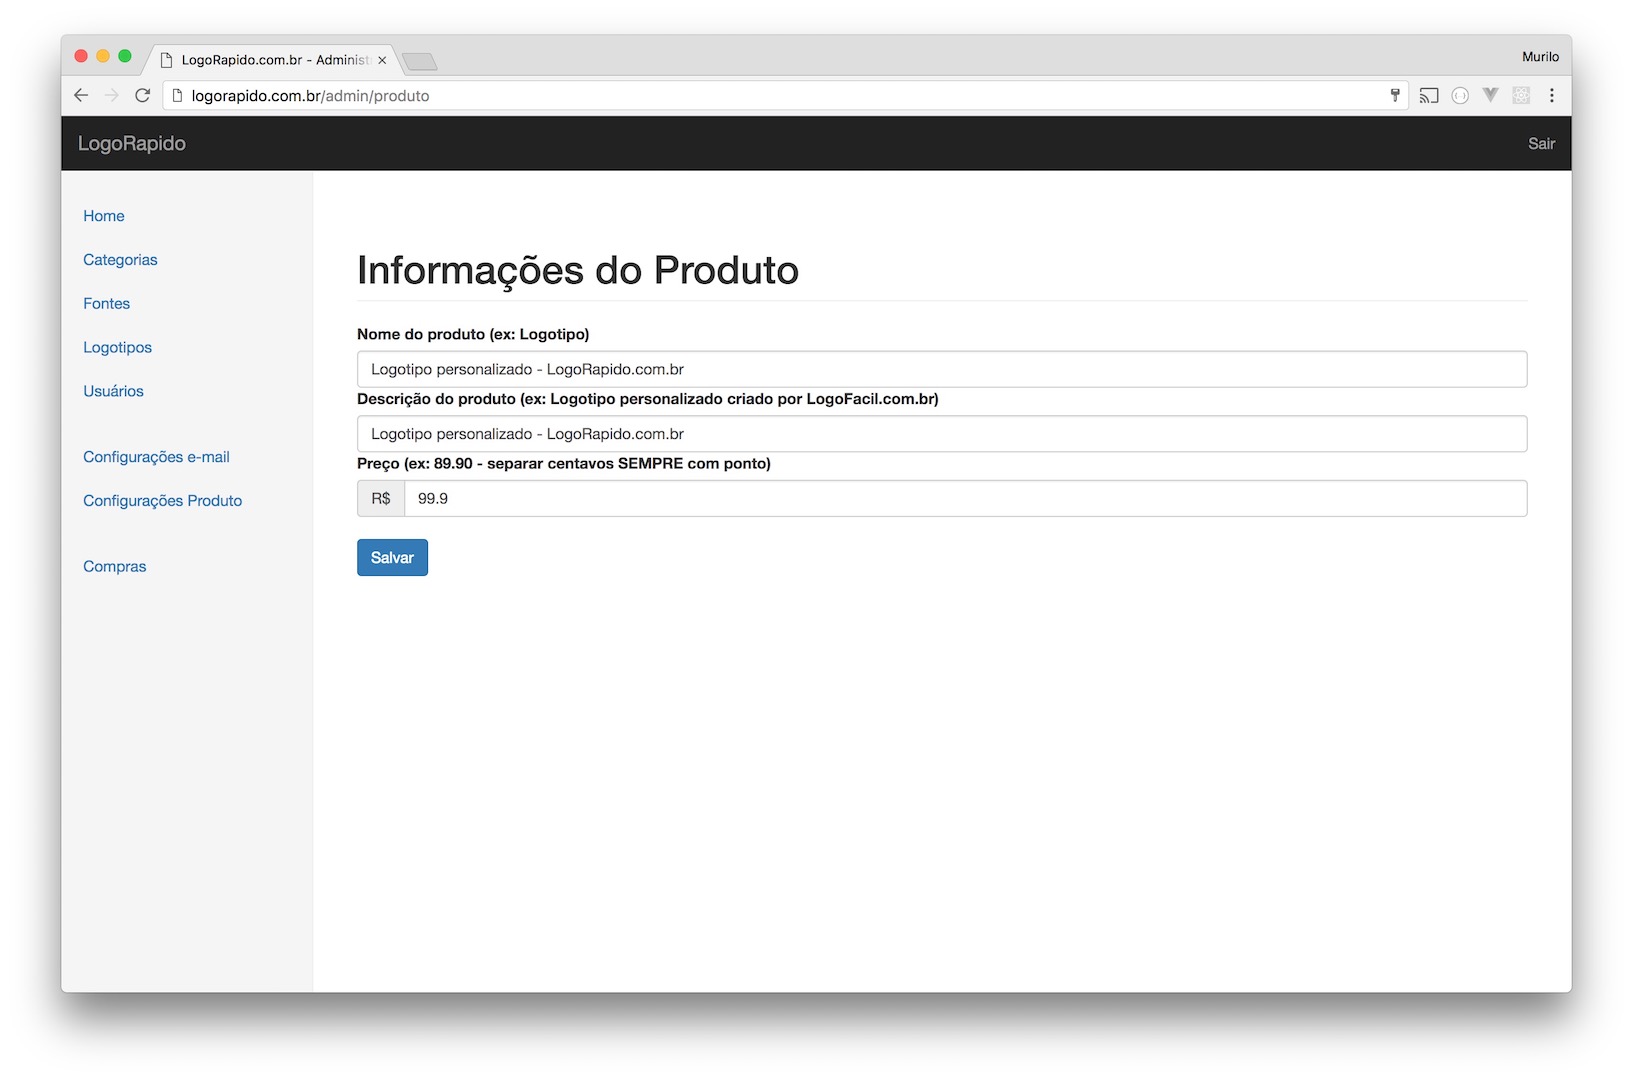 LogoRapido.com.br - Administ
Murilo
logorapido.com.br/admin/produto
LogoRapido
Sair
Home
Categorias
Fontes
Logotipos
Usuários
Configurações e-mail
Configurações Produto
Compras
Informações do Produto
Nome do produto (ex: Logotipo)
Logotipo personalizado - LogoRapido.com.br
Descrição do produto (ex: Logotipo personalizado criado por LogoFacil.com.br)
Logotipo personalizado - LogoRapido.com.br
Preço (ex: 89.90 - separar centavos SEMPRE com ponto)
R$ 99.9
Salvar